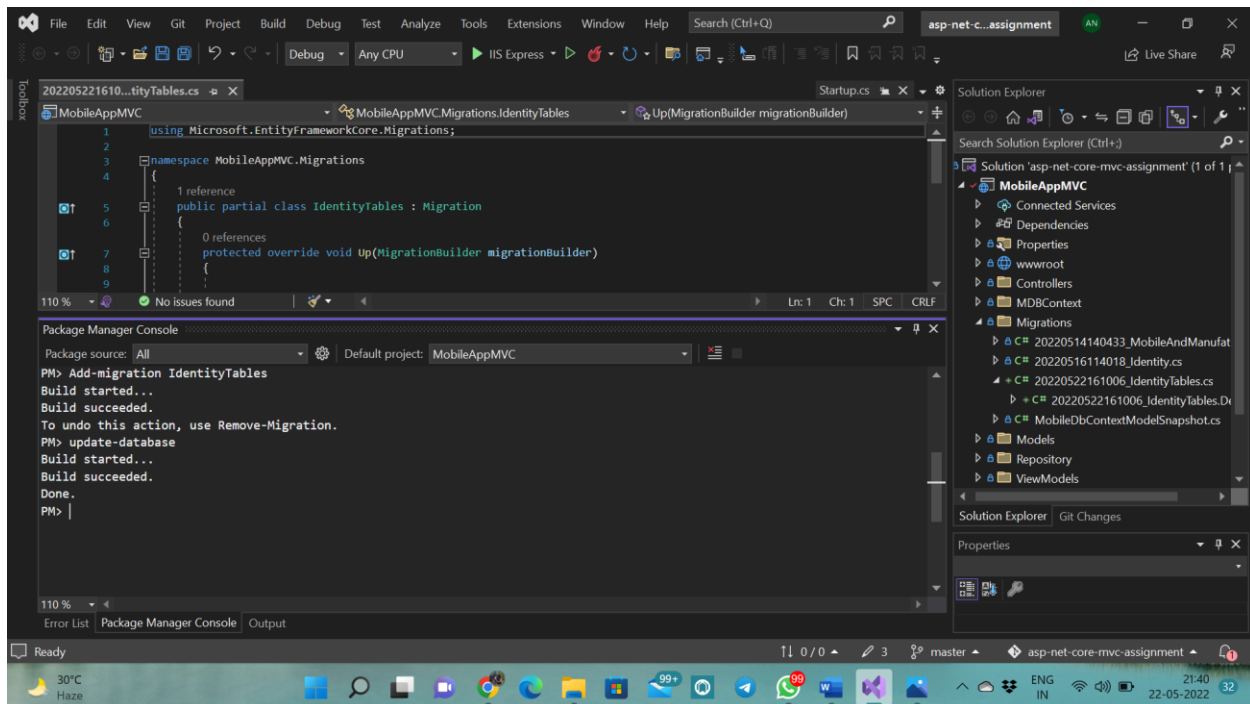 File Edit View Git Project Build Debug Test Analyze Tools Extensions Window Help Search (Ctrl+Q) asp-net-c...assignment AN
Debug Any CPU IIS Express Live Share
Toolbox
202205221610...tityTables.cs Startup.cs
MobileAppMVC MobileAppMVC.Migrations.IdentityTables Up(MigrationBuilder migrationBuilder)
1 using Microsoft.EntityFrameworkCore.Migrations;
2
3 namespace MobileAppMVC.Migrations
4 {
1 reference
5 public partial class IdentityTables : Migration
6 {
0 references
7 protected override void Up(MigrationBuilder migrationBuilder)
8 {
9
110 % No issues found Ln: 1 Ch: 1 SPC CRLF
Package Manager Console
Package source: All Default project: MobileAppMVC
PM> Add-migration IdentityTables
Build started...
Build succeeded.
To undo this action, use Remove-Migration.
PM> update-database
Build started...
Build succeeded.
Done.
PM>
110 %
Error List Package Manager Console Output
Solution Explorer
Search Solution Explorer (Ctrl+;)
Solution 'asp-net-core-mvc-assignment' (1 of 1 p
MobileAppMVC
Connected Services
Dependencies
Properties
wwwroot
Controllers
MDBContext
Migrations
C# 20220514140433_MobileAndManufat
C# 20220516114018_Identity.cs
+ C# 20220522161006_IdentityTables.cs
+ C# 20220522161006_IdentityTables.De
C# MobileDbContextModelSnapshot.cs
Models
Repository
ViewModels
Solution Explorer Git Changes
Properties
Ready 0 / 0 3 master asp-net-core-mvc-assignment 1
30°C
Haze
99+
99
ENG
IN
21:40
22-05-2022
32